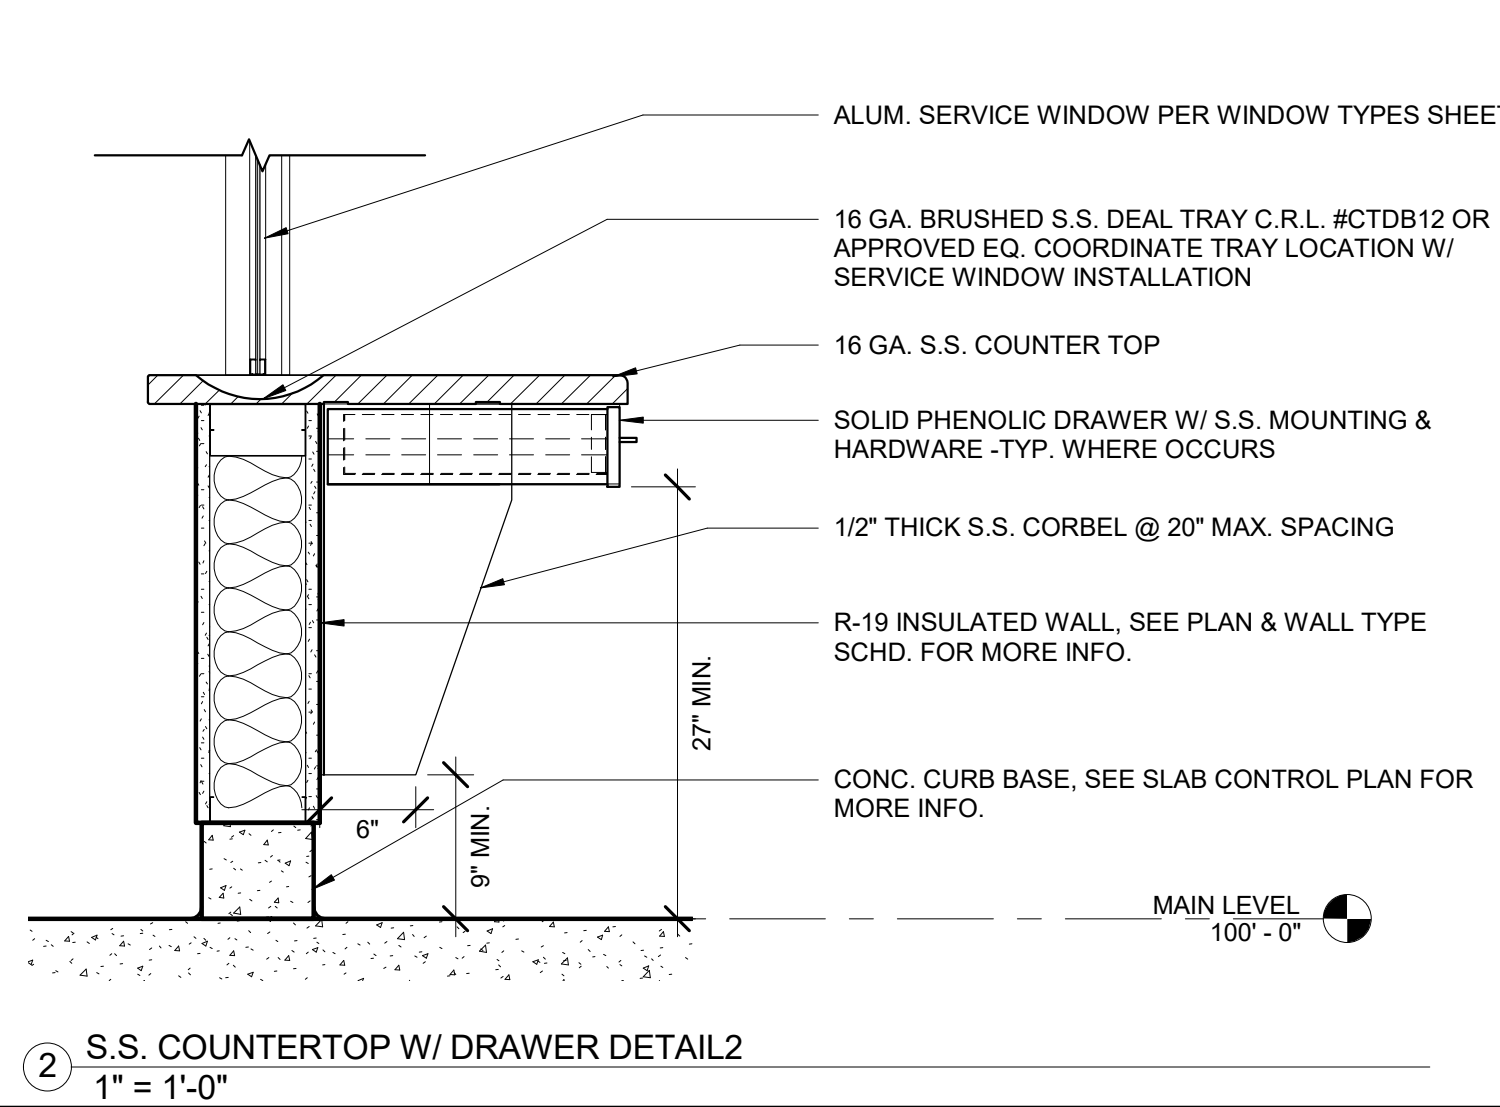 ALUM. SERVICE WINDOW PER WINDOW TYPES SHEET
16 GA. BRUSHED S.S. DEAL TRAY C.R.L. #CTDB12 OR
APPROVED EQ. COORDINATE TRAY LOCATION W/
SERVICE WINDOW INSTALLATION
16 GA. S.S. COUNTER TOP
SOLID PHENOLIC DRAWER W/ S.S. MOUNTING &
HARDWARE -TYP. WHERE OCCURS
1/2" THICK S.S. CORBEL @ 20" MAX. SPACING
R-19 INSULATED WALL, SEE PLAN & WALL TYPE
SCHD. FOR MORE INFO.
27" MIN.
CONC. CURB BASE, SEE SLAB CONTROL PLAN FOR
MORE INFO.
6"
9" MIN.
MAIN LEVEL
100' - 0"
2
S.S. COUNTERTOP W/ DRAWER DETAIL2
1" = 1'-0"